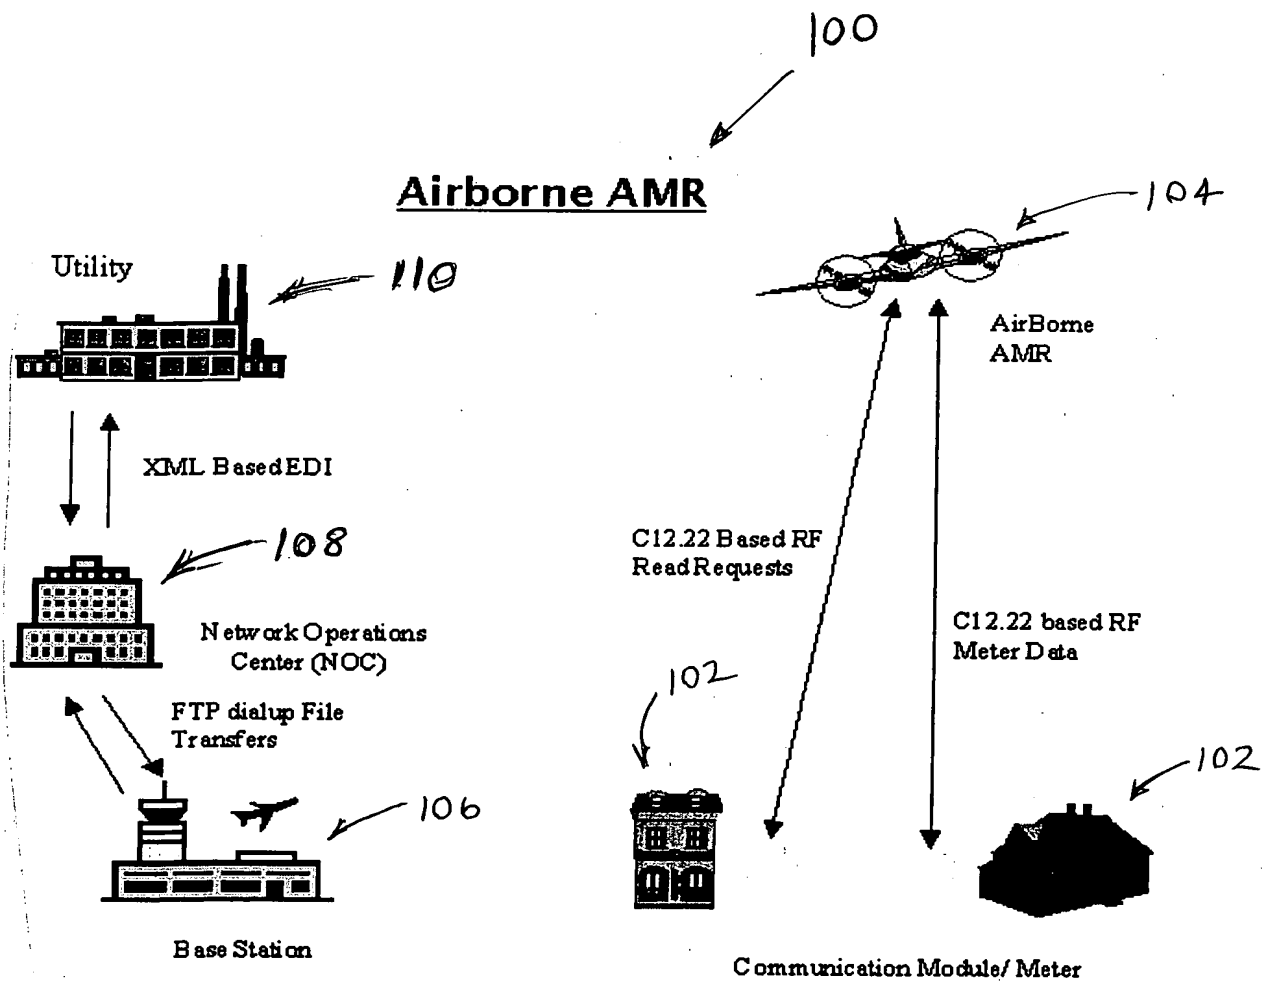 100
Airborne AMR
104
Utility
110
AirBorne
AMR
XML Based EDI
C12.22 Based RF
Read Requests
108
Network Operations
Center (NOC)
C12.22 based RF
Meter Data
102
FTP dialup File
Transfers
102
106
Base Station
Communication Module/ Meter